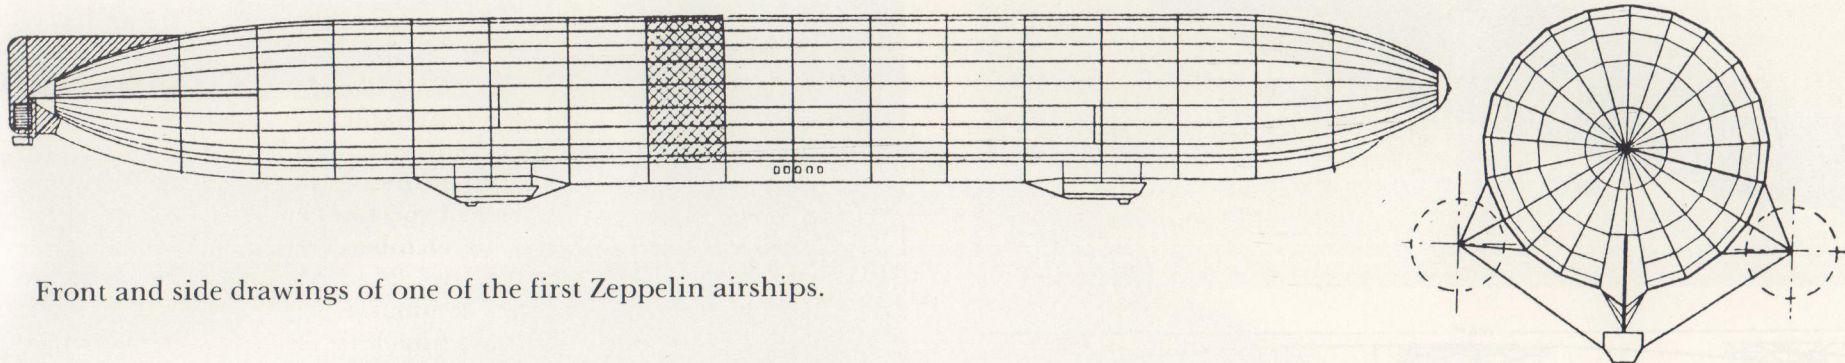 Front and side drawings of one of the first Zeppelin airships.